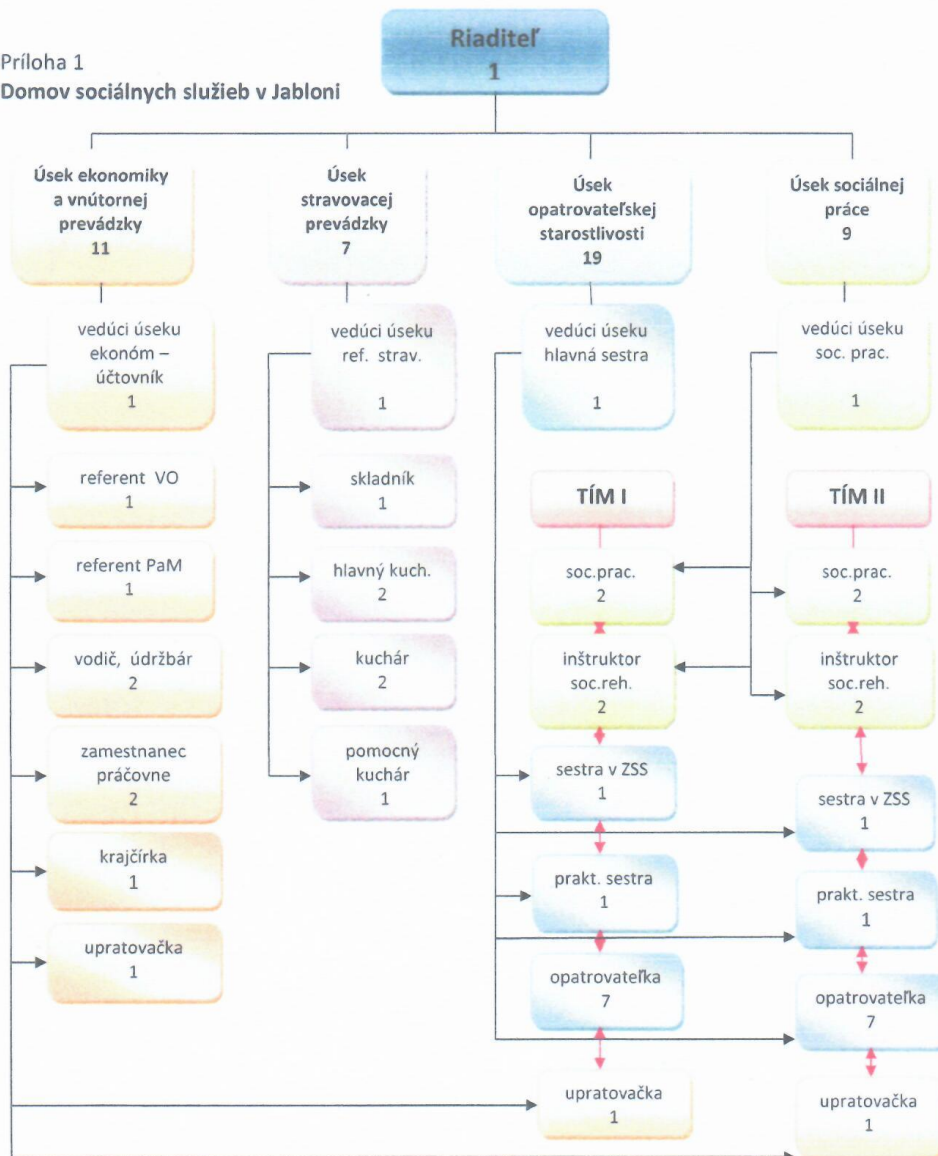 Riaditeľ
1
Príloha 1
Domov sociálnych služieb v Jabloni
Úsek ekonomiky
a vnútornej
prevádzky
11
Úsek
stravovacej
prevádzky
7
Úsek
opatrovateľskej
starostlivosti
19
Úsek sociálnej
práce
9
vedúci úseku
ekonóm –
účtovník
1
referent VO
1
referent PaM
1
vodič, údržbár
2
zamestnanec
práčovne
2
krajčírka
1
upratovačka
1
vedúci úseku
ref. strav.
1
skladník
1
hlavný kuch.
2
kuchár
2
pomocný
kuchár
1
vedúci úseku
hlavná sestra
1
TÍM I
soc.prac.
2
inštruktor
soc.reh.
2
sestra v ZSS
1
prakt. sestra
1
opatrovateľka
7
upratovačka
1
vedúci úseku
soc. prac.
1
TÍM II
soc.prac.
2
inštruktor
soc.reh.
2
sestra v ZSS
1
prakt. sestra
1
opatrovateľka
7
upratovačka
1